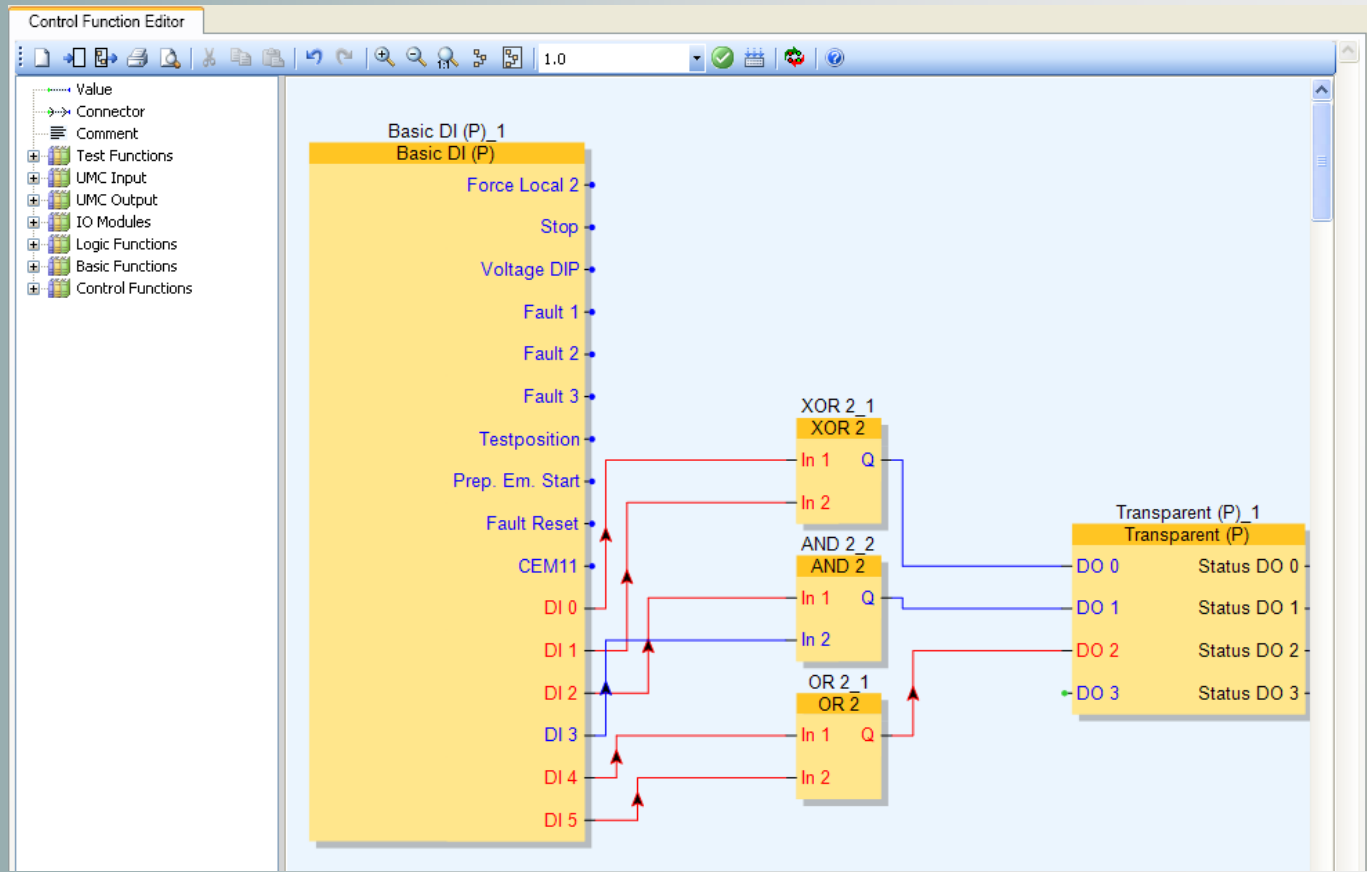 Control Function Editor
1.0
Value
Connector
Comment
Test Functions
UMC Input
UMC Output
IO Modules
Logic Functions
Basic Functions
Control Functions
Basic DI (P)_1
Basic DI (P)
Force Local 2
Stop
Voltage DIP
Fault 1
Fault 2
Fault 3
Testposition
Prep. Em. Start
Fault Reset
CEM11
DI 0
DI 1
DI 2
DI 3
DI 4
DI 5
XOR 2_1
XOR 2
In 1 Q
In 2
AND 2_2
AND 2
In 1 Q
In 2
OR 2_1
OR 2
In 1 Q
In 2
Transparent (P)_1
Transparent (P)
DO 0 Status DO 0
DO 1 Status DO 1
DO 2 Status DO 2
DO 3 Status DO 3